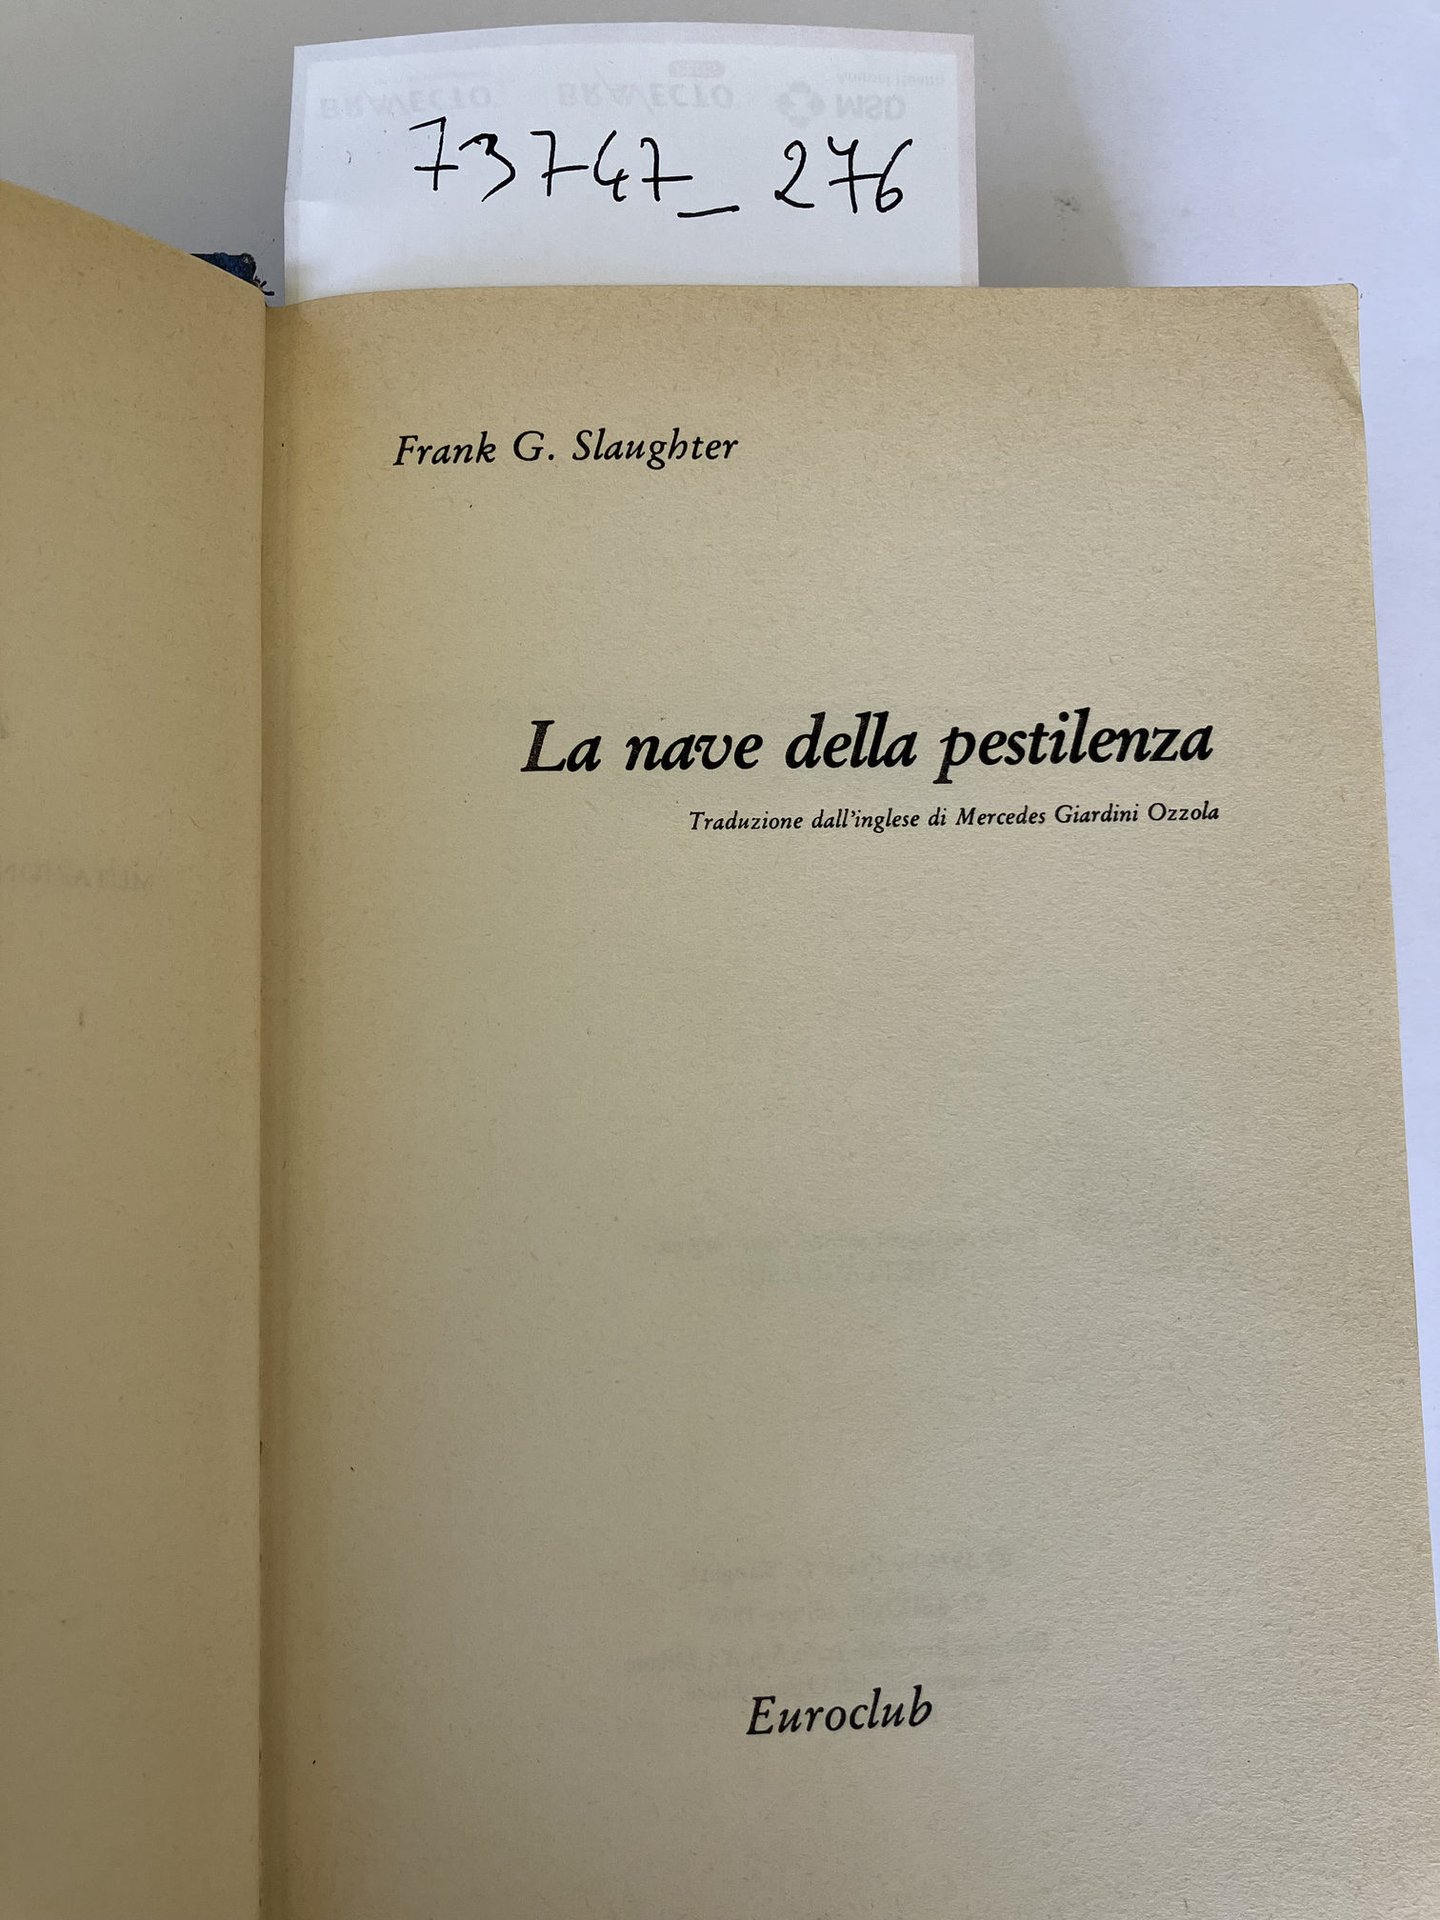 73747_276
Frank G. Slaughter
La nave della pestilenza
Traduzione dall'inglese di Mercedes Giardini Ozzola
Euroclub